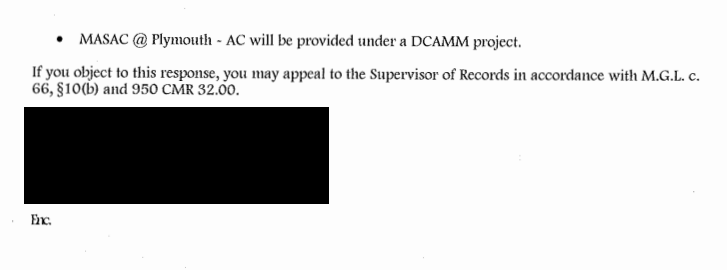 • MASAC @ Plymouth - AC will be provided under a DCAMM project.
If you object to this response, you may appeal to the Supervisor of Records in accordance with M.G.L. c.
66, §10(b) and 950 CMR 32.00.
Enc.